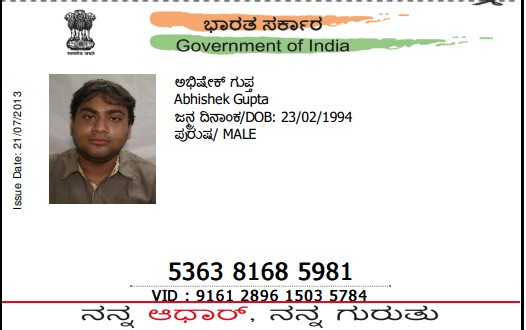 ಭಾರತ ಸರ್ಕಾರ
Government of India
Issue Date: 21/07/2013
ಅಭಿಷೇಕ್ ಗುಪ್ತ
Abhishek Gupta
ಜನ್ಮ ದಿನಾಂಕ/DOB: 23/02/1994
ಪುರುಷ/ MALE
5363 8168 5981
VID : 9161 2896 1503 5784
ನನ್ನ ಆಧಾರ್, ನನ್ನ ಗುರುತು